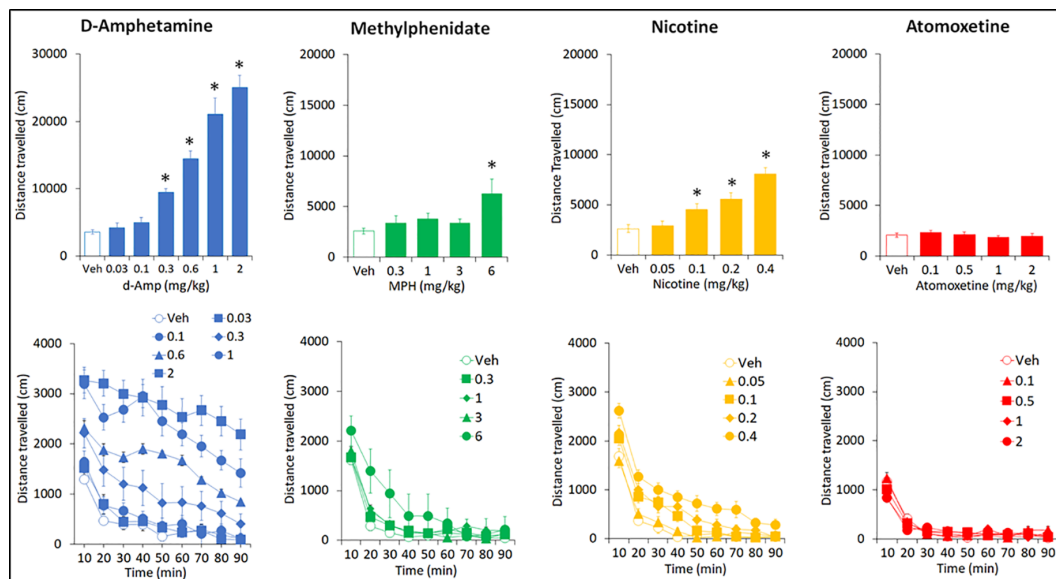 D-Amphetamine
Methylphenidate
Nicotine
Atomoxetine
Distance travelled (cm)
30000
20000
10000
0
* * * *
Veh 0.03 0.1 0.3 0.6 1 2
d-Amp (mg/kg)
Distance travelled (cm)
20000
15000
10000
5000
0
*
Veh 0.3 1 3 6
MPH (mg/kg)
Distance Travelled (cm)
20000
15000
10000
5000
0
* * *
Veh 0.05 0.1 0.2 0.4
Nicotine (mg/kg)
Distance travelled (cm)
20000
15000
10000
5000
0
Veh 0.1 0.5 1 2
Atomoxetine (mg/kg)
Distance travelled (cm)
4000
3000
2000
1000
0
Veh 0.03
0.1 0.3
0.6 1
2
10 20 30 40 50 60 70 80 90
Time (min)
Distance travelled (cm)
4000
3000
2000
1000
0
Veh
0.3
1
3
6
10 20 30 40 50 60 70 80 90
Time (min)
Distance travelled (cm)
4000
3000
2000
1000
0
Veh
0.05
0.1
0.2
0.4
10 20 30 40 50 60 70 80 90
Time (min)
Distance travelled (cm)
4000
3000
2000
1000
0
Veh
0.1
0.5
1
2
10 20 30 40 50 60 70 80 90
Time (min)